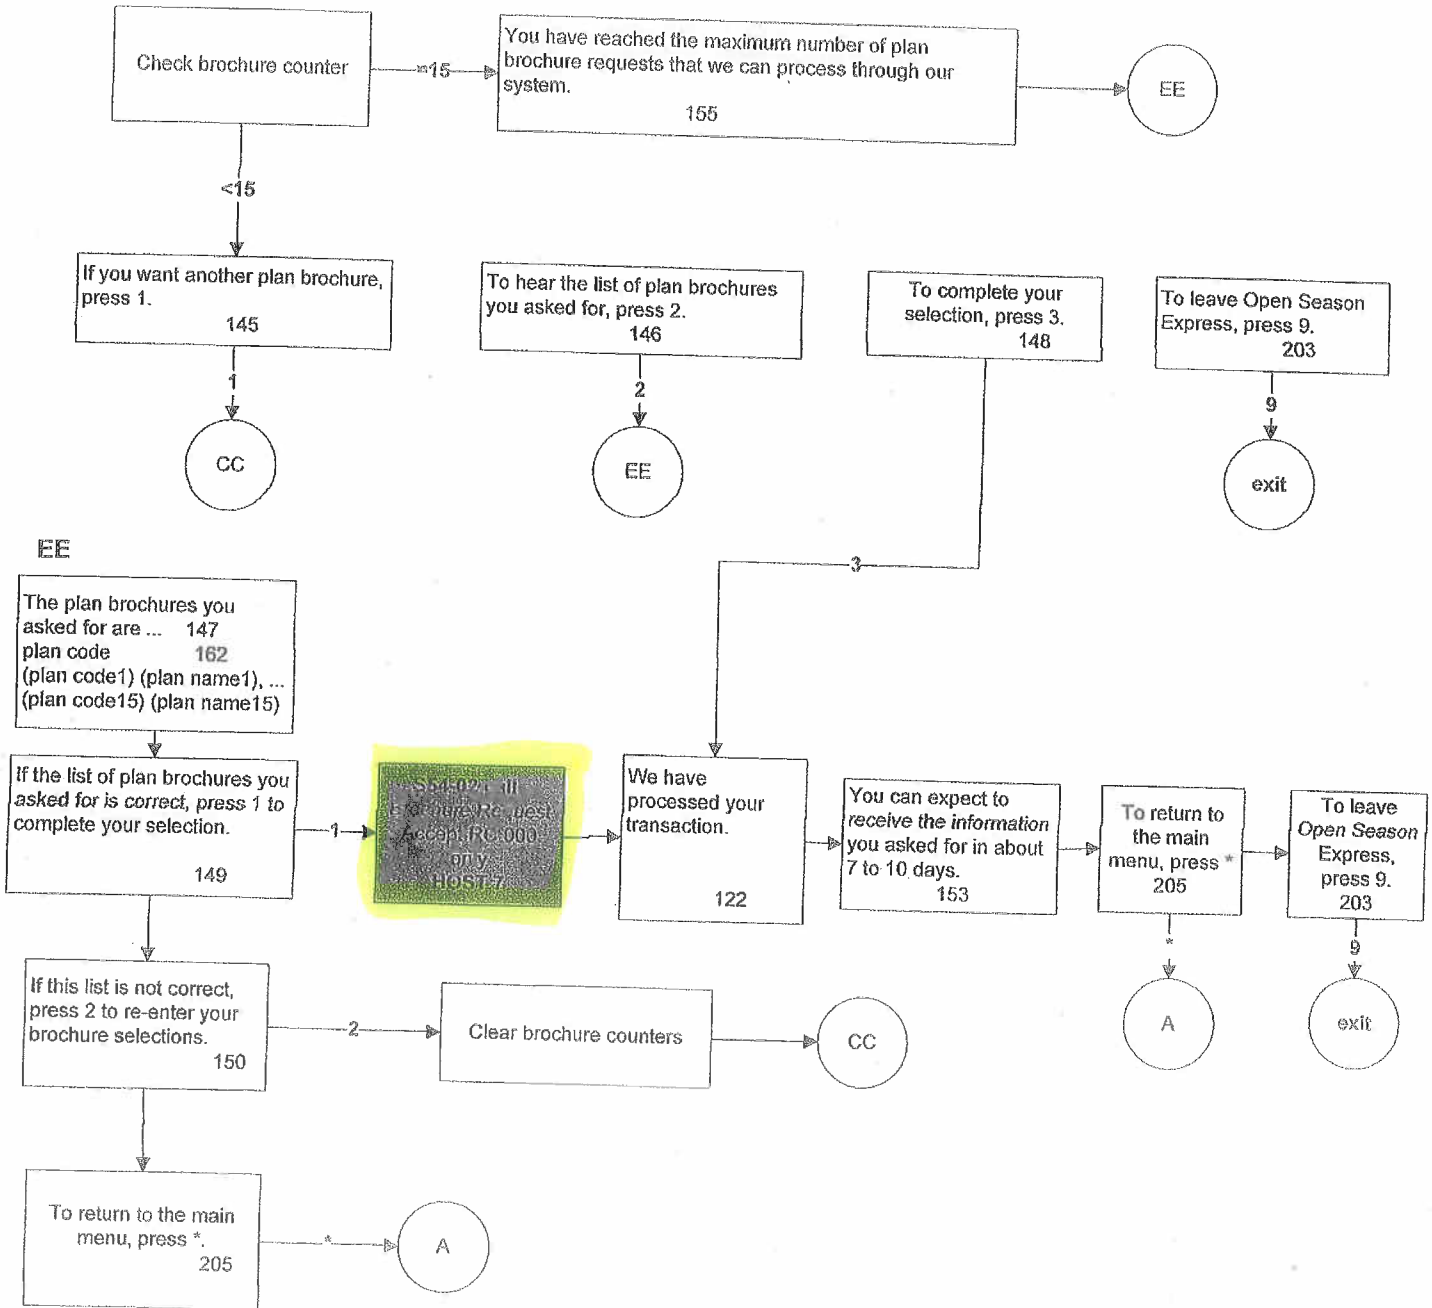 Check brochure counter
=15
You have reached the maximum number of plan
brochure requests that we can process through our
system.
155
EE
<15
If you want another plan brochure,
press 1.
145
To hear the list of plan brochures
you asked for, press 2.
146
To complete your
selection, press 3.
148
To leave Open Season
Express, press 9.
203
1
2
9
CC
EE
exit
3
EE
The plan brochures you
asked for are ... 147
plan code 162
(plan code1) (plan name1), ...
(plan code15) (plan name15)
If the list of plan brochures you
asked for is correct, press 1 to
complete your selection.
149
1
Request
Accept
000
only
HOST-7
We have
processed your
transaction.
122
You can expect to
receive the information
you asked for in about
7 to 10 days.
153
To return to
the main
menu, press *
205
To leave
Open Season
Express,
press 9.
203
*
9
A
exit
If this list is not correct,
press 2 to re-enter your
brochure selections.
150
2
Clear brochure counters
CC
To return to the main
menu, press *.
205
*
A